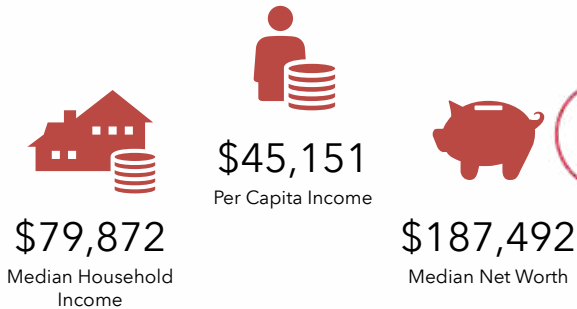 $45,151
Per Capita Income
$79,872
Median Household
Income
$187,492
Median Net Worth